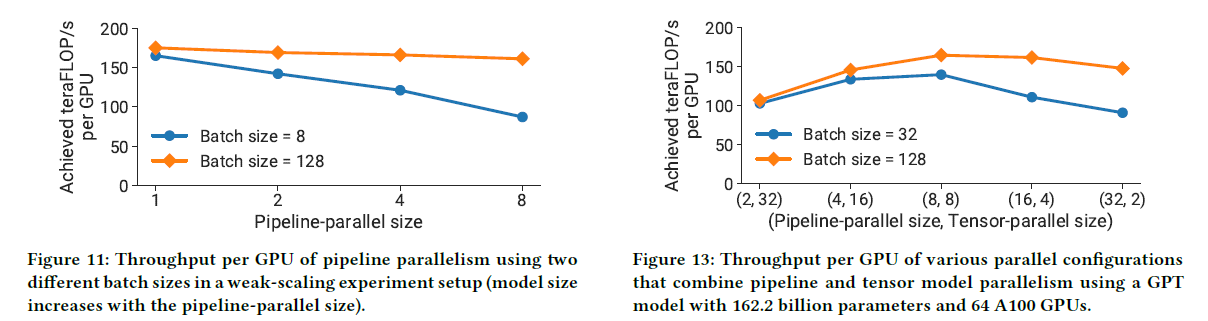 Achieved teraFLOP/s
per GPU
200
150
100
50
0
Batch size = 8
Batch size = 128
1 2 4 8
Pipeline-parallel size
Figure 11: Throughput per GPU of pipeline parallelism using two
different batch sizes in a weak-scaling experiment setup (model size
increases with the pipeline-parallel size).
Achieved teraFLOP/s
per GPU
200
150
100
50
0
Batch size = 32
Batch size = 128
(2, 32) (4, 16) (8, 8) (16, 4) (32, 2)
(Pipeline-parallel size, Tensor-parallel size)
Figure 13: Throughput per GPU of various parallel configurations
that combine pipeline and tensor model parallelism using a GPT
model with 162.2 billion parameters and 64 A100 GPUs.